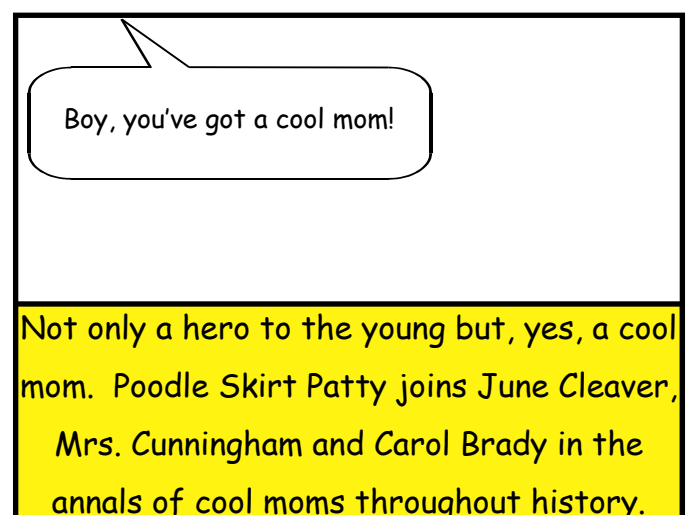 Boy, you've got a cool mom!
Not only a hero to the young but, yes, a cool
mom.  Poodle Skirt Patty joins June Cleaver,
Mrs. Cunningham and Carol Brady in the
annals of cool moms throughout history.